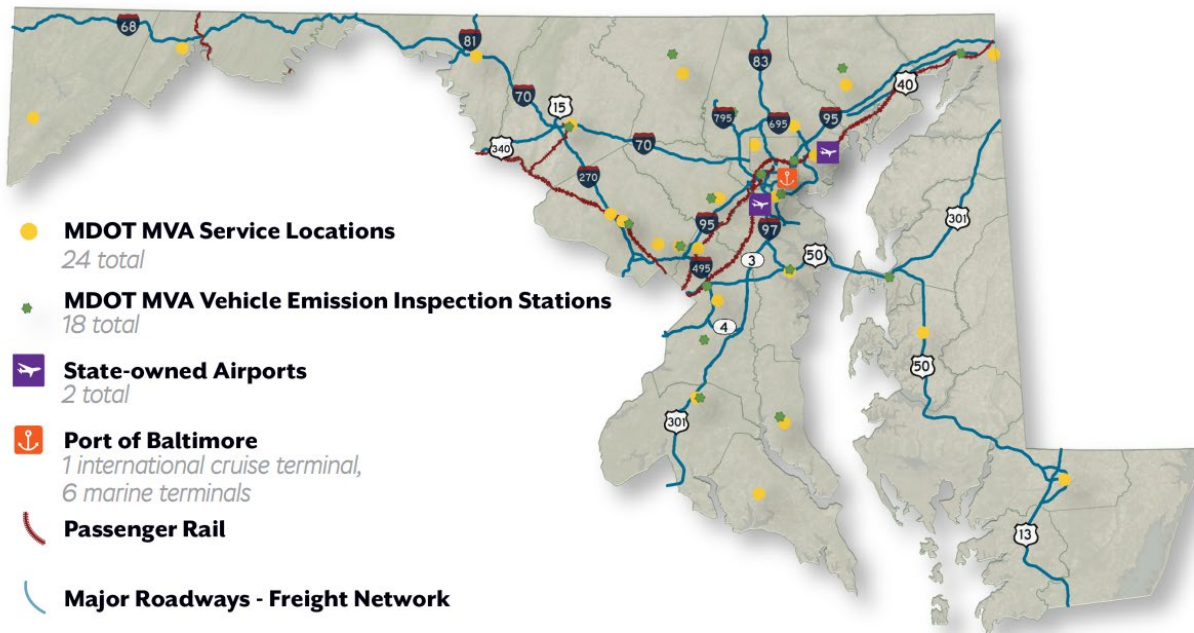 68
81
83
40
70
15
795
695
95
340
70
270
MDOT MVA Service Locations
24 total
95
97
301
3
50
495
MDOT MVA Vehicle Emission Inspection Stations
18 total
4
State-owned Airports
2 total
50
301
Port of Baltimore
1 international cruise terminal,
6 marine terminals
Passenger Rail
13
Major Roadways - Freight Network